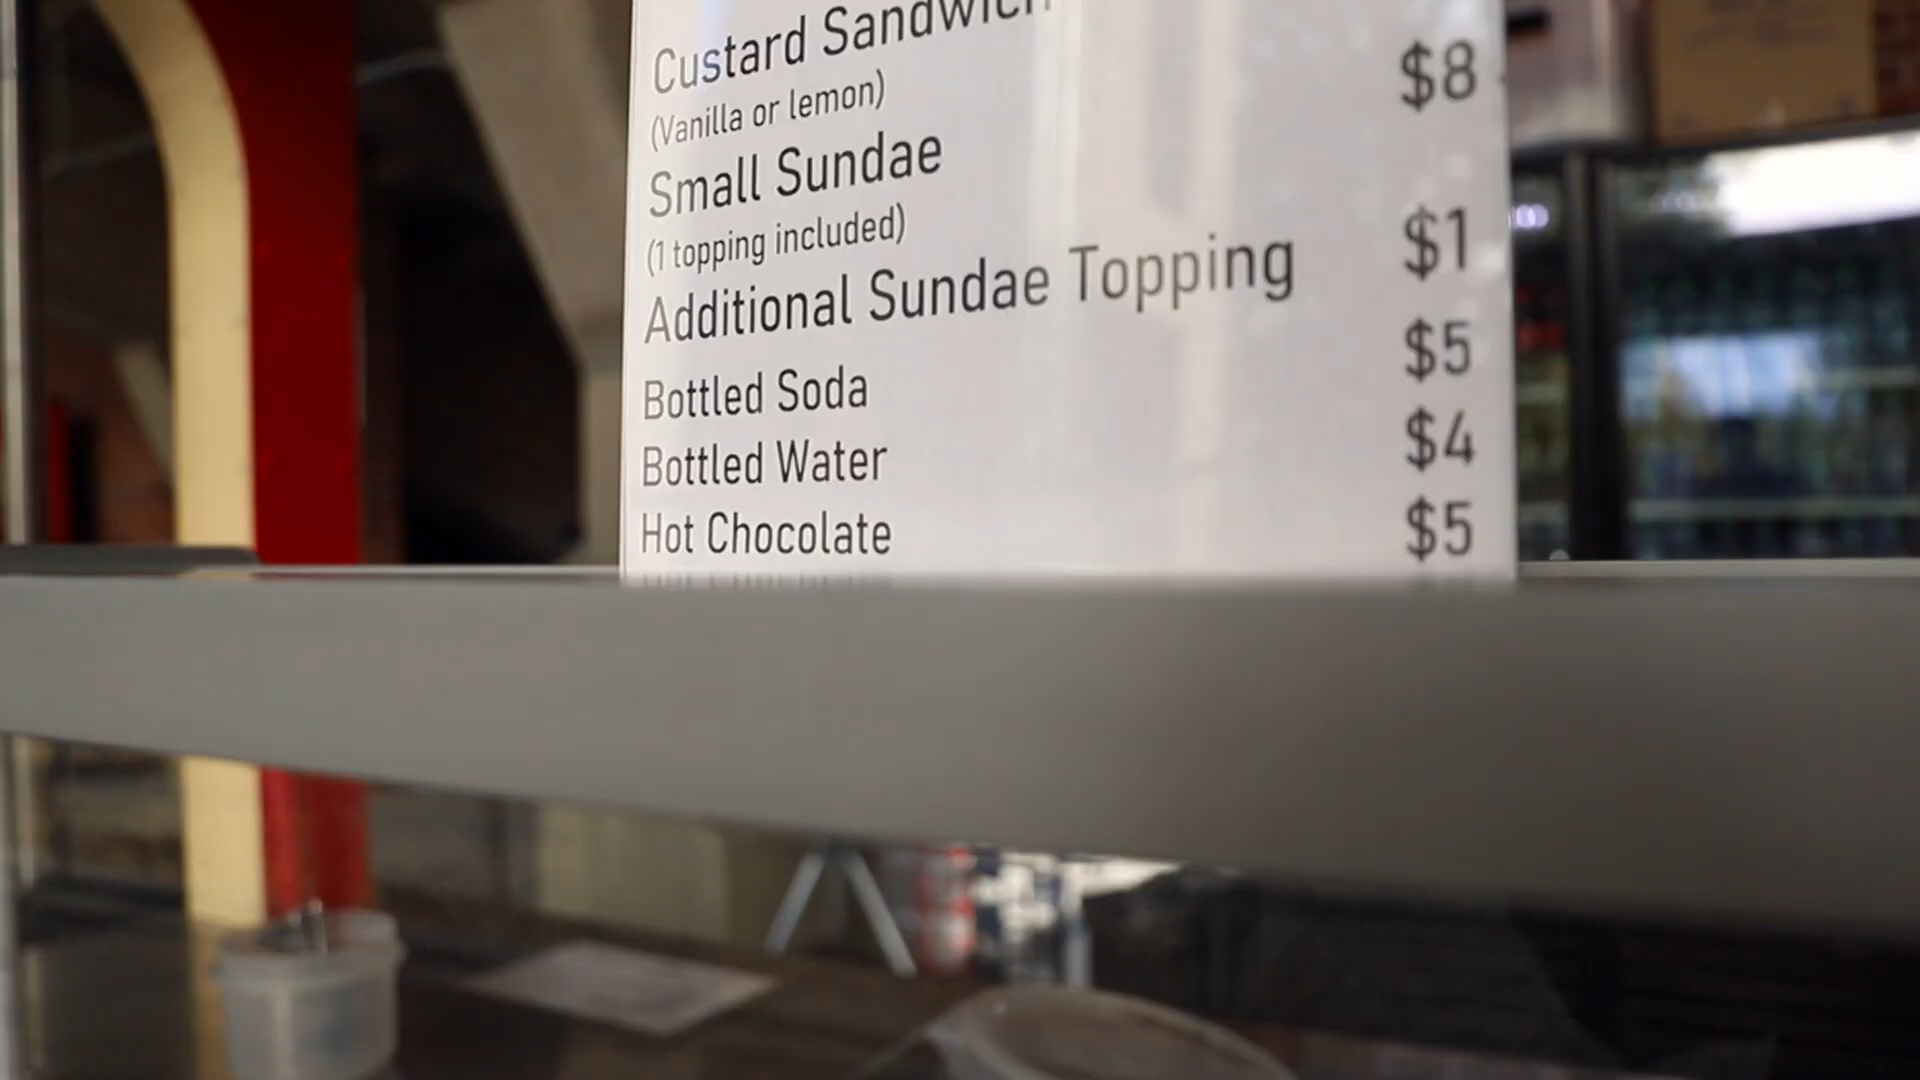 Custard Sandwich
(Vanilla or lemon)
Small Sundae $8
(1 topping included)
Additional Sundae Topping $1
Bottled Soda $5
Bottled Water $4
Hot Chocolate $5